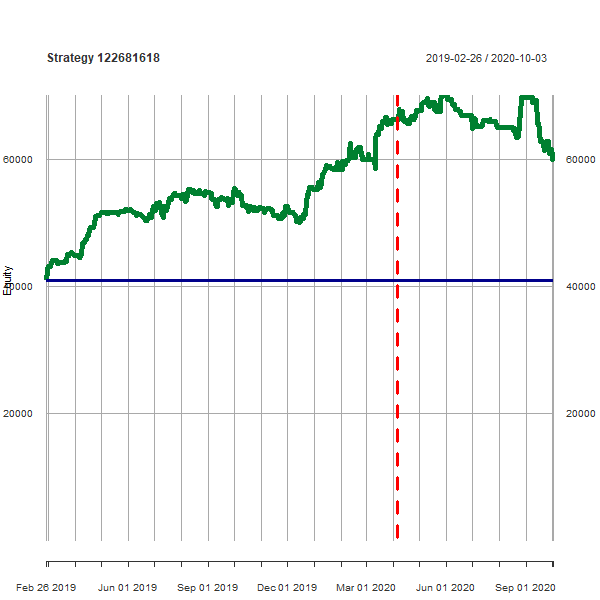 Strategy 122681618
2019-02-26 / 2020-10-03
60000
60000
Equity
40000
40000
20000
20000
Feb 26 2019
Jun 01 2019
Sep 01 2019
Dec 01 2019
Mar 01 2020
Jun 01 2020
Sep 01 2020